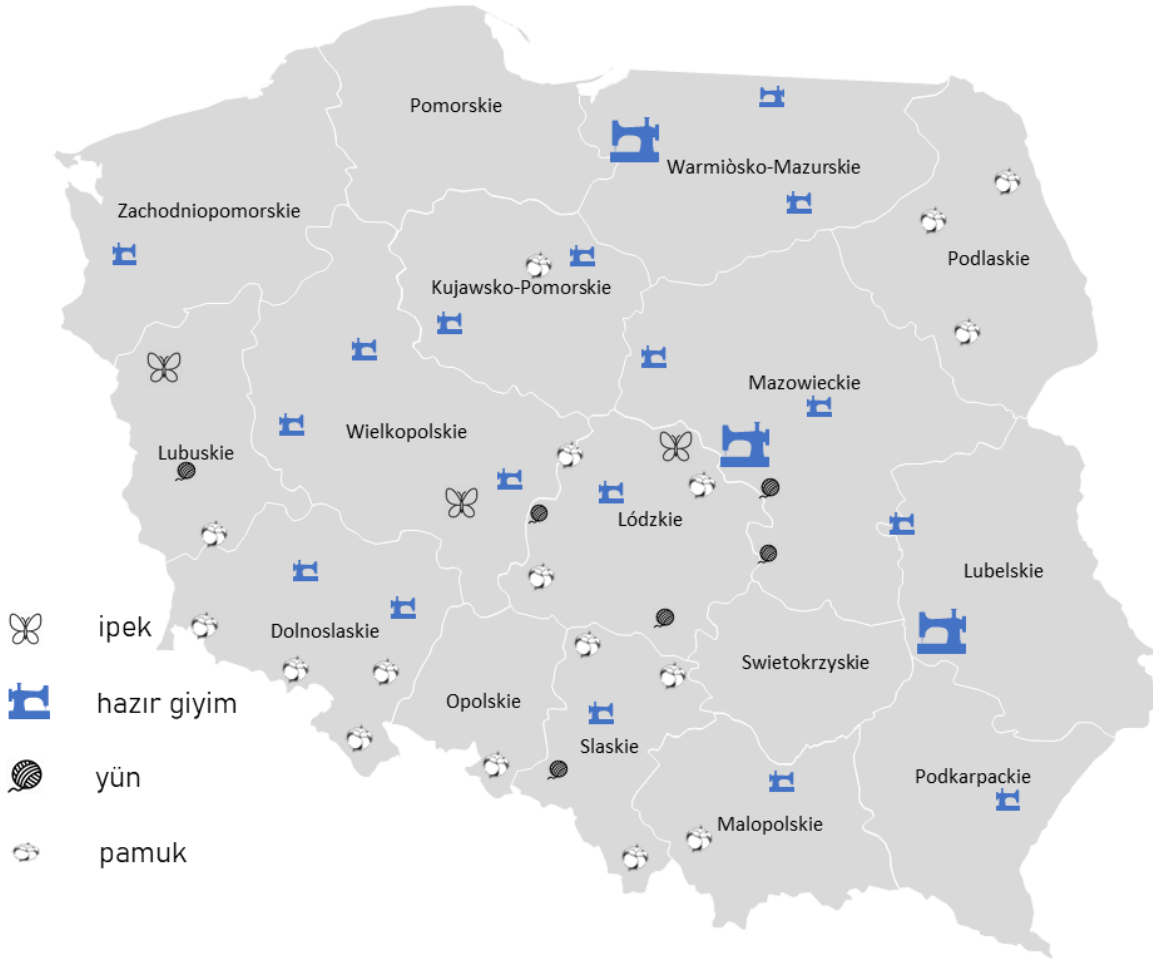 Pomorskie
Warmiòsko-Mazurskie
Zachodniopomorskie
Podlaskie
Kujawsko-Pomorskie
Mazowieckie
Wielkopolskie
Lubuskie
Lódzkie
Lubelskie
Dolnoslaskie
Swietokrzyskie
Opolskie
Slaskie
Podkarpackie
Malopolskie
ipek
hazır giyim
yün
pamuk